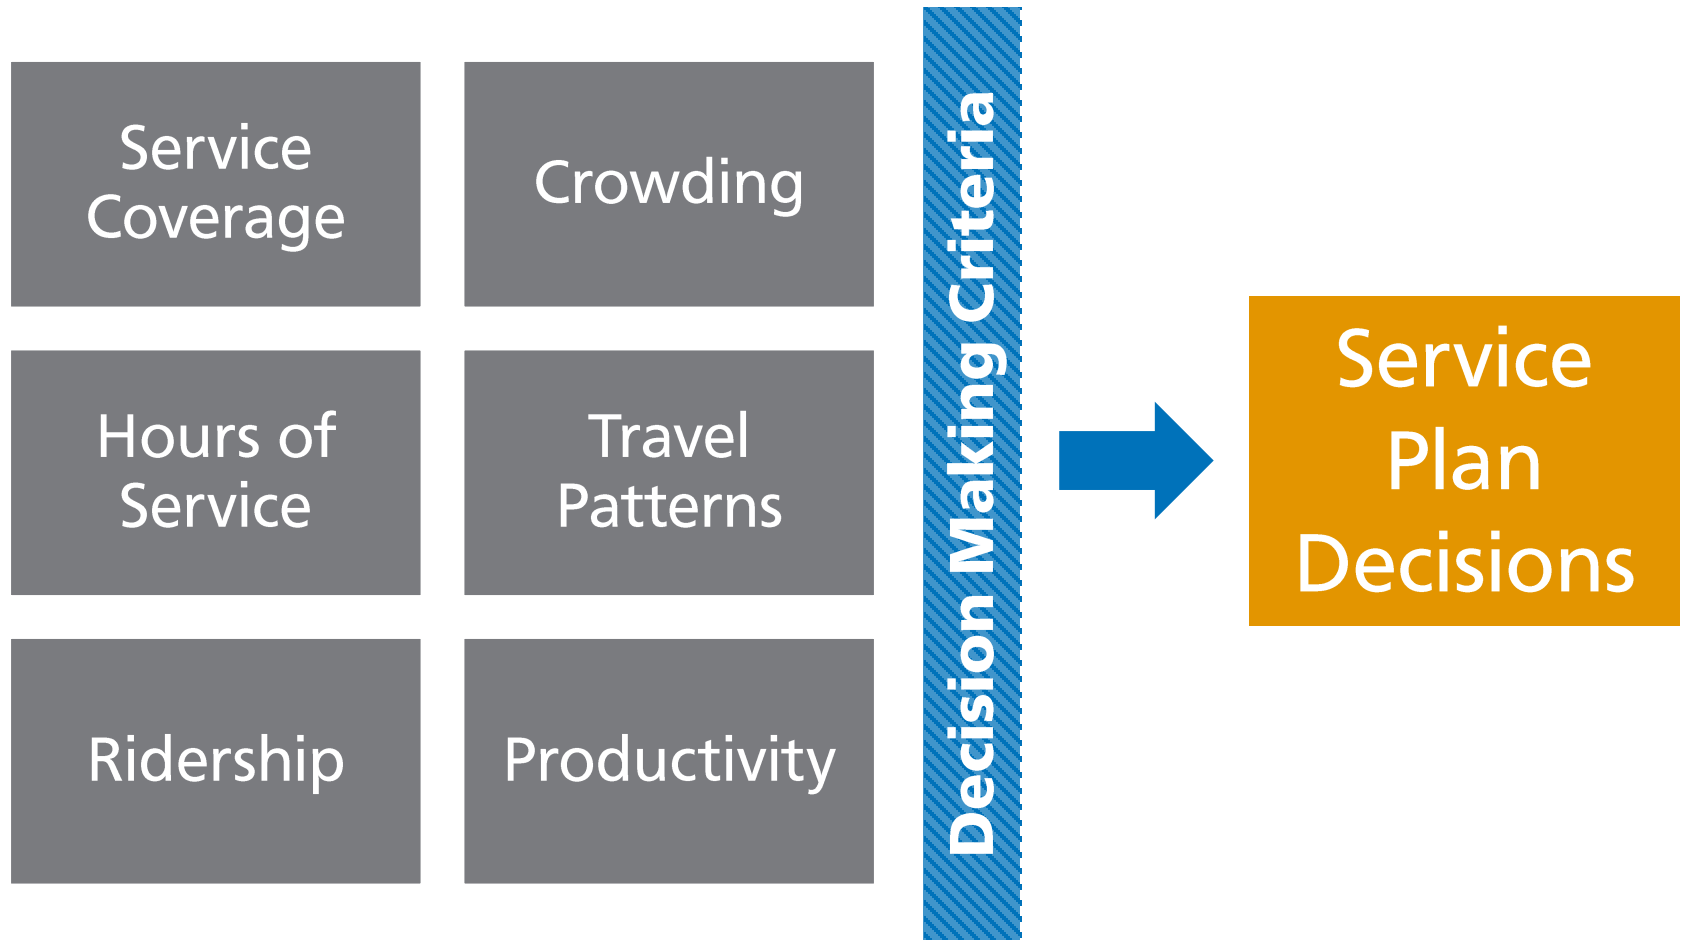 Service
Coverage
Crowding
Hours of
Service
Travel
Patterns
Ridership
Productivity
Decision Making Criteria
Service
Plan
Decisions